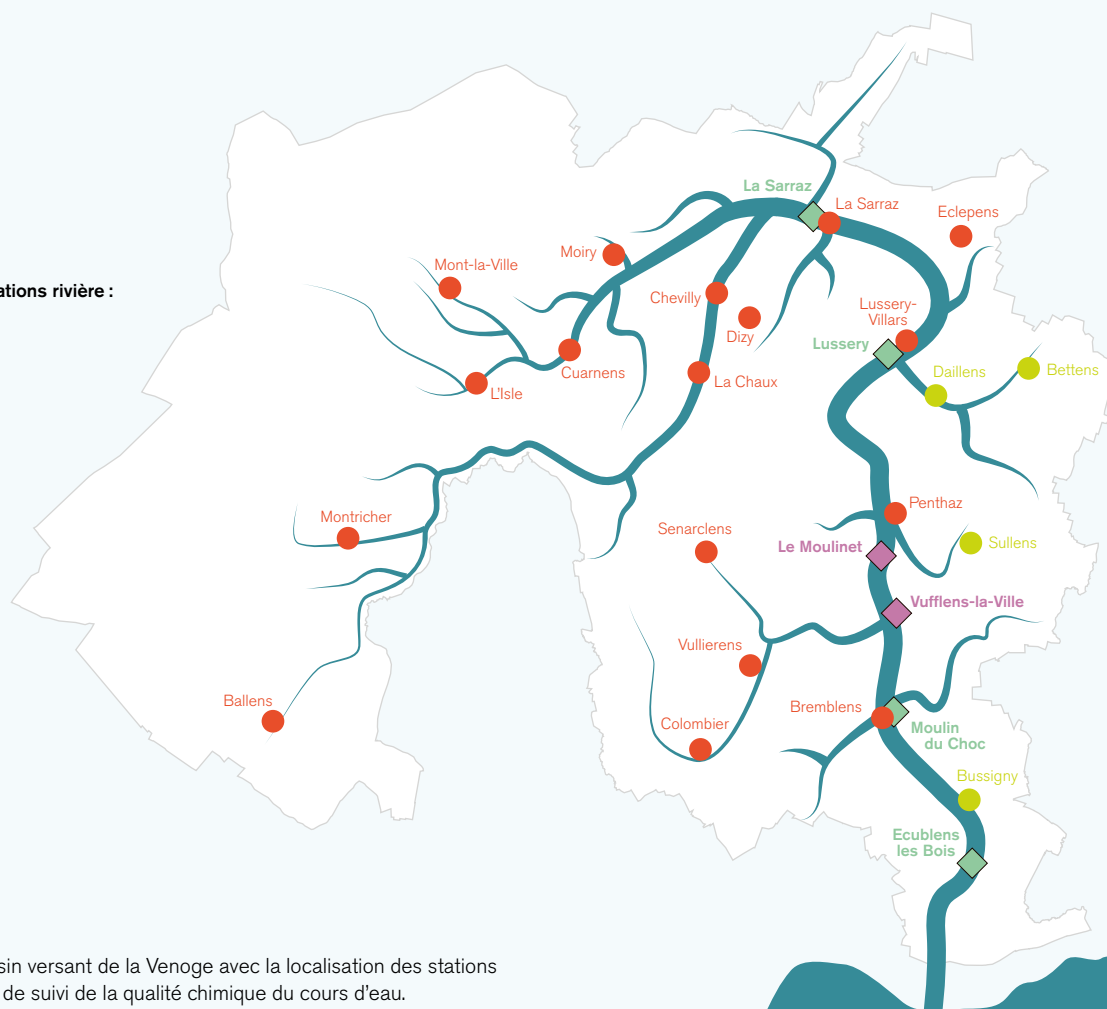 La Sarraz
La Sarraz
Eclepens
Moiry
Mont-la-Ville
ations rivière :
Chevilly
Lussery-
Villars
Dizy
Lussery
Cuarnens
Daillens
Bettens
La Chaux
L'Isle
Penthaz
Montricher
Senarclens
Sullens
Le Moulinet
Vufflens-la-Ville
Vullierens
Ballens
Bremblens
Colombier
Moulin
du Choc
Bussigny
Ecublens
les Bois
sin versant de la Venoge avec la localisation des stations
de suivi de la qualité chimique du cours d'eau.